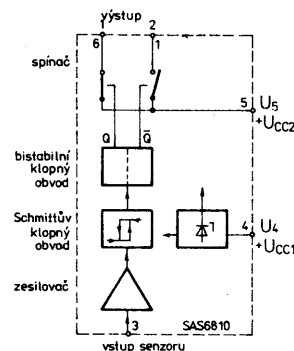 výstup
1
2
6
1
spínač
5
U5
+UCC2
Q
Q̄
bistabilní
klopný
obvod
Schmittův
klopný
obvod
4
U4
+UCC1
zesilovač
3
SAS6810
vstup senzoru